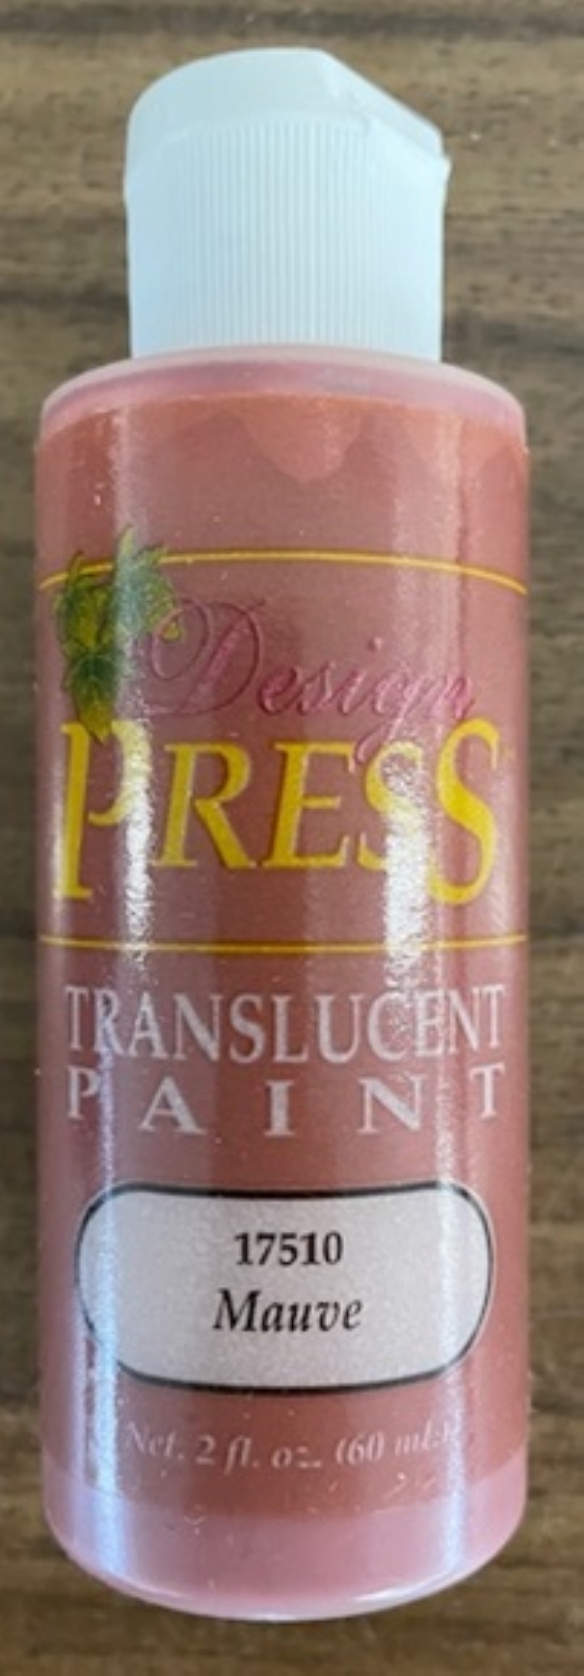 Design
PRESS
TRANSLUCENT
PAINT
17510
Mauve
Net. 2 fl. oz. (60 mL.)